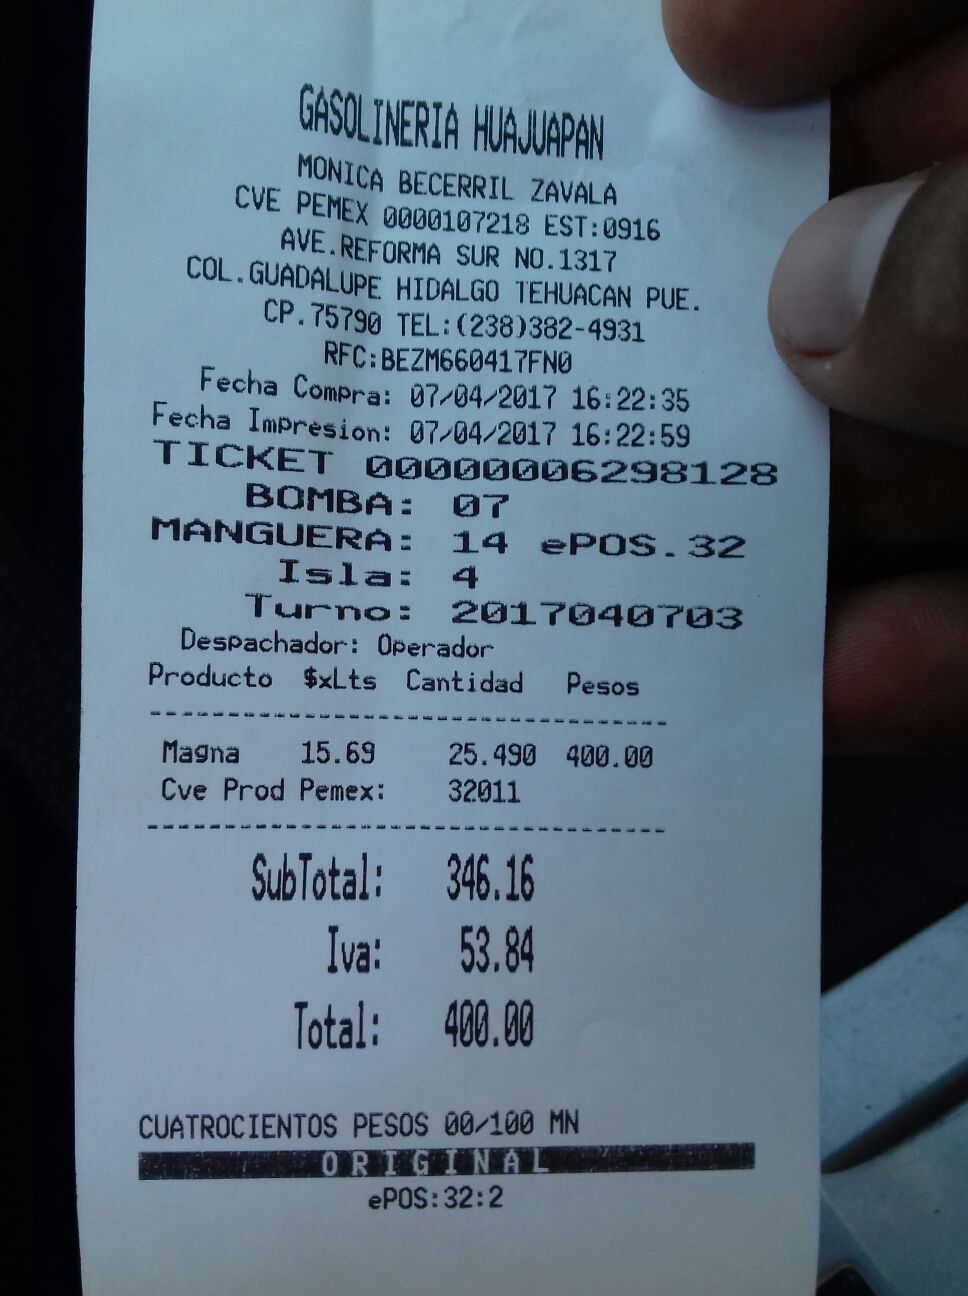 GASOLINERIA HUAJUAPAN
MONICA BECERRIL ZAVALA
CVE PEMEX 0000107218 EST:0916
AVE.REFORMA SUR NO.1317
COL.GUADALUPE HIDALGO TEHUACAN PUE.
CP.75790 TEL:(238)382-4931
RFC:BEZM660417FN0
Fecha Compra: 07/04/2017 16:22:35
Fecha Impresion: 07/04/2017 16:22:59
TICKET 00000006298128
BOMBA: 07
MANGUERA: 14 ePOS.32
Isla: 4
Turno: 2017040703
Despachador: Operador
Producto $xLts Cantidad Pesos
Magna 15.69 25.490 400.00
Cve Prod Pemex: 32011
SubTotal: 346.16
Iva: 53.84
Total: 400.00
CUATROCIENTOS PESOS 00/100 MN
ORIGINAL
ePOS:32:2